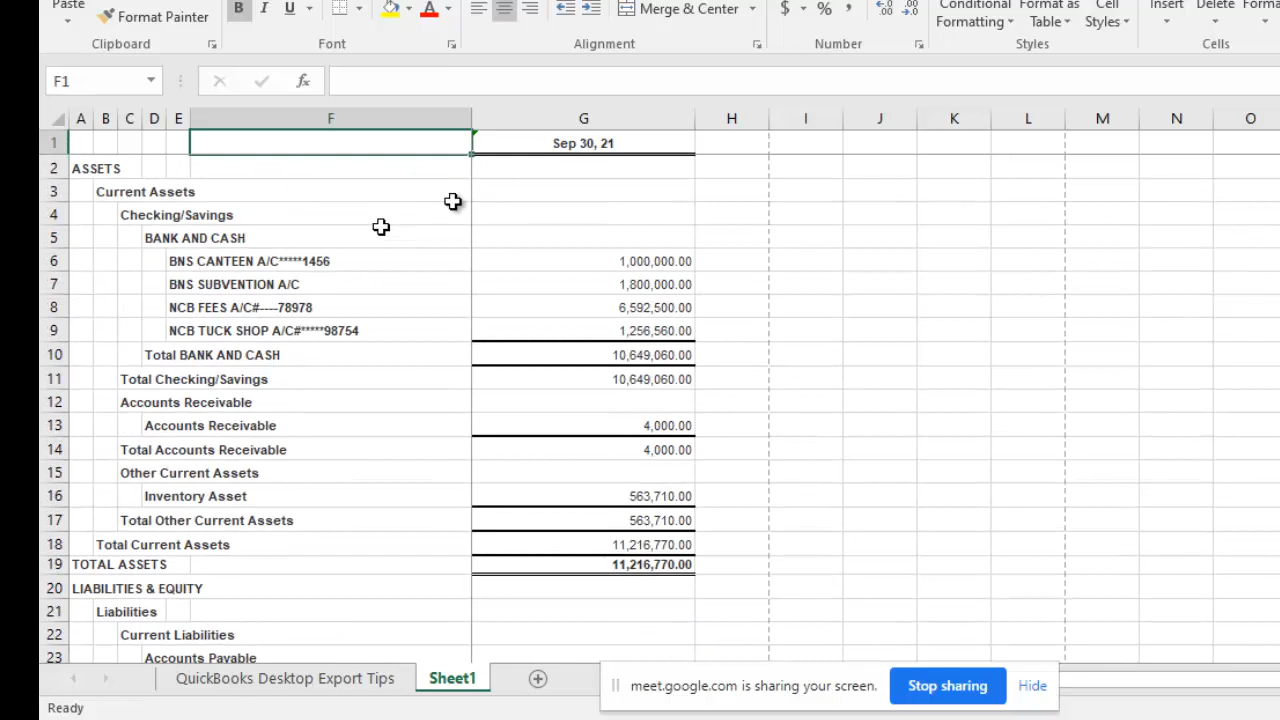 Paste
Format Painter
B I U
A
Merge & Center
$ % ,
Conditional Format as Cell
Formatting Table Styles
Insert Delete
Clipboard Font Alignment Number Styles Cells
F1
fx
A B C D E F G H I J K L M N O
1 Sep 30, 21
2 ASSETS
3 Current Assets
4 Checking/Savings
5 BANK AND CASH
6 BNS CANTEEN A/C*****1456 1,000,000.00
7 BNS SUBVENTION A/C 1,800,000.00
8 NCB FEES A/C#----78978 6,592,500.00
9 NCB TUCK SHOP A/C#*****98754 1,256,560.00
10 Total BANK AND CASH 10,649,060.00
11 Total Checking/Savings 10,649,060.00
12 Accounts Receivable
13 Accounts Receivable 4,000.00
14 Total Accounts Receivable 4,000.00
15 Other Current Assets
16 Inventory Asset 563,710.00
17 Total Other Current Assets 563,710.00
18 Total Current Assets 11,216,770.00
19 TOTAL ASSETS 11,216,770.00
20 LIABILITIES & EQUITY
21 Liabilities
22 Current Liabilities
23 Accounts Payable
QuickBooks Desktop Export Tips Sheet1
meet.google.com is sharing your screen. Stop sharing Hide
Ready